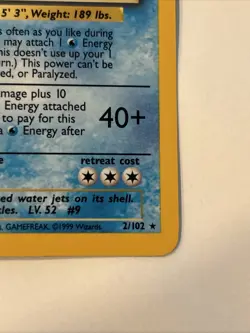 5' 3", Weight: 189 lbs.
s often as you like during
may attach 1 Energy
his doesn't use up your 1
rn.) This power can't be
ed, or Paralyzed.
mage plus 10
Energy attached
to pay for this
a Energy after
40+
e
retreat cost
ed water jets on its shell.
tles. LV. 52 #9
, GAMEFREAK. ©1999 Wizards. 2/102 ★